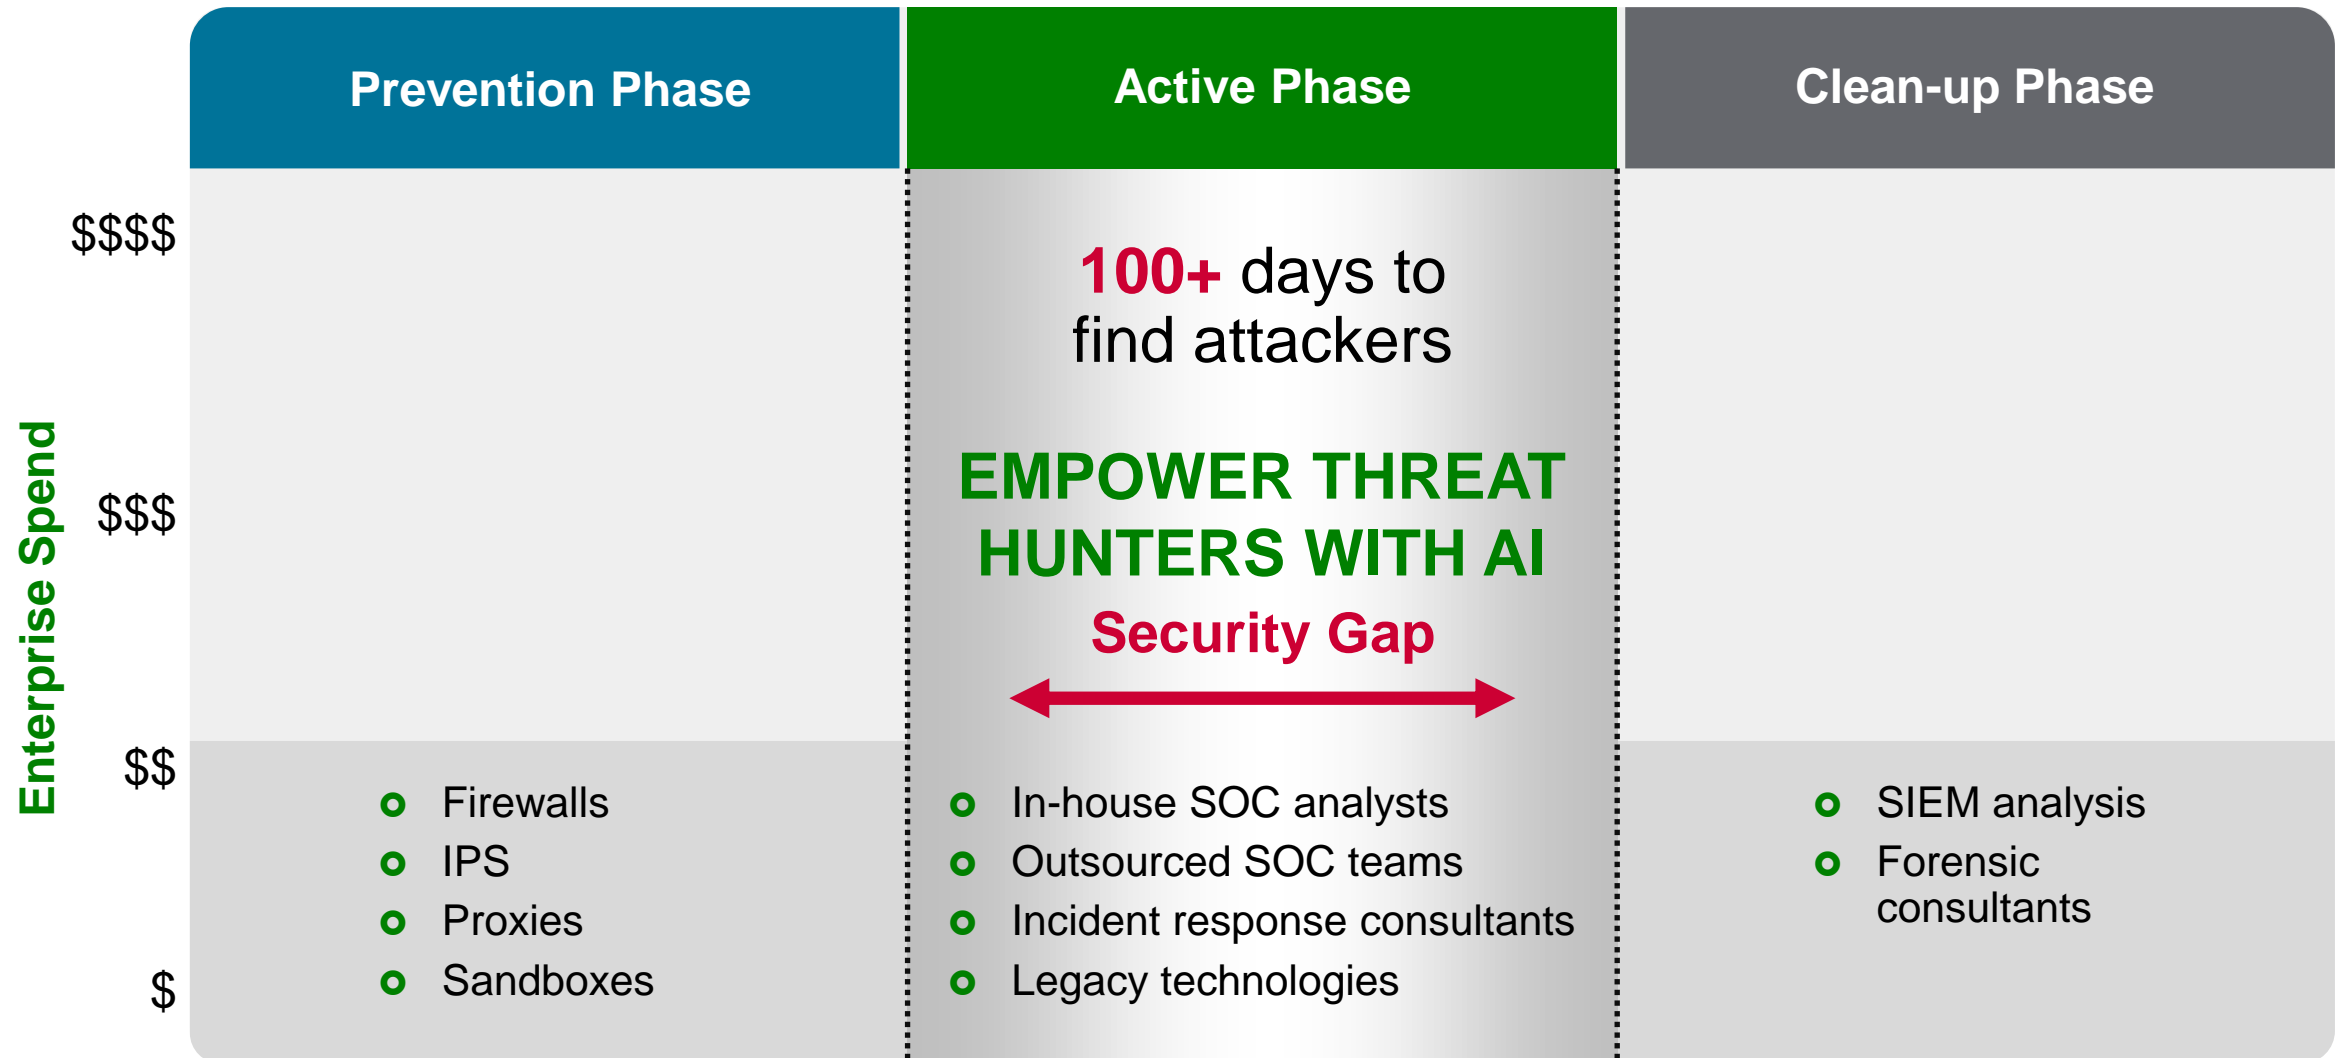 Prevention Phase
Active Phase
Clean-up Phase
Enterprise Spend
$$$$
$$$
$$
$
100+ days to
find attackers
EMPOWER THREAT
HUNTERS WITH AI
Security Gap
Firewalls
IPS
Proxies
Sandboxes
In-house SOC analysts
Outsourced SOC teams
Incident response consultants
Legacy technologies
SIEM analysis
Forensic
consultants